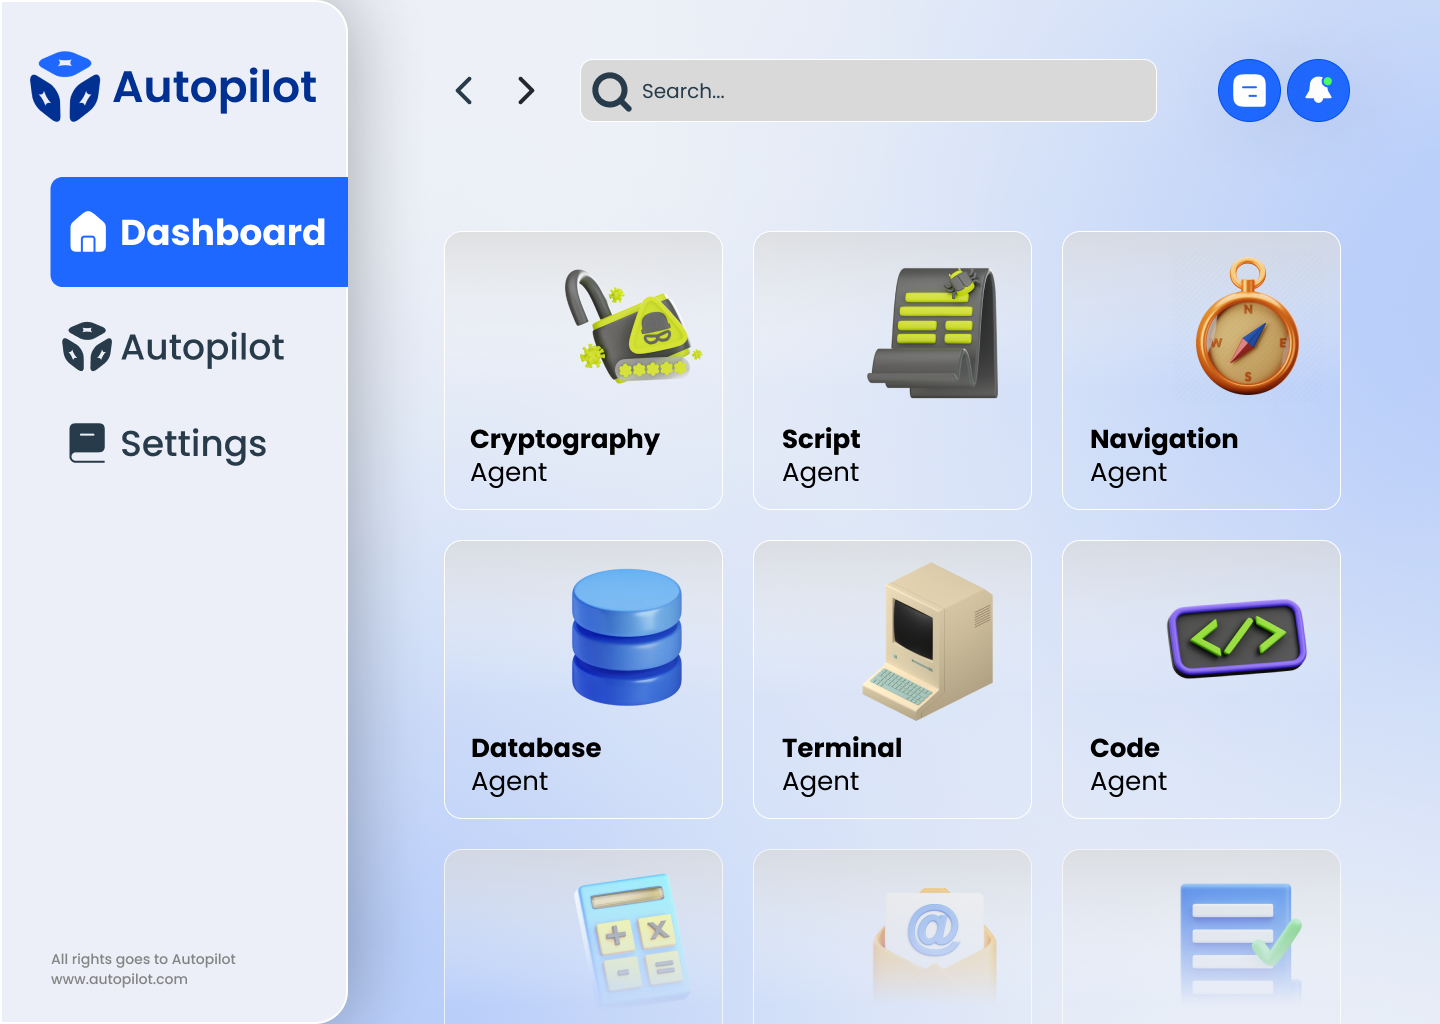 Autopilot
Search...
Dashboard
Autopilot
Settings
Cryptography
Agent
Script
Agent
N
W
E
S
Navigation
Agent
Database
Agent
Terminal
Agent
</>
Code
Agent
+ X
- =
@
All rights goes to Autopilot
www.autopilot.com